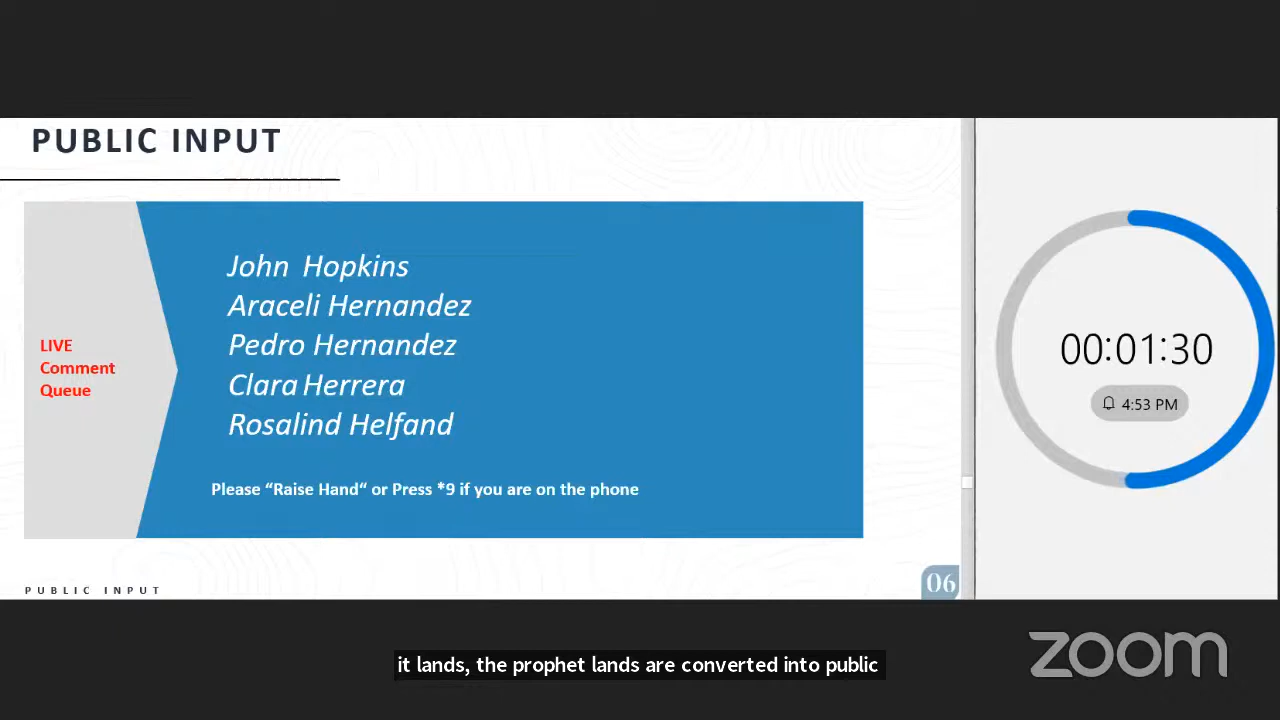 PUBLIC INPUT
LIVE
Comment
Queue
John Hopkins
Araceli Hernandez
Pedro Hernandez
Clara Herrera
Rosalind Helfand
Please “Raise Hand“ or Press *9 if you are on the phone
PUBLIC INPUT
06
00:01:30
4:53 PM
it lands, the prophet lands are converted into public
zoom